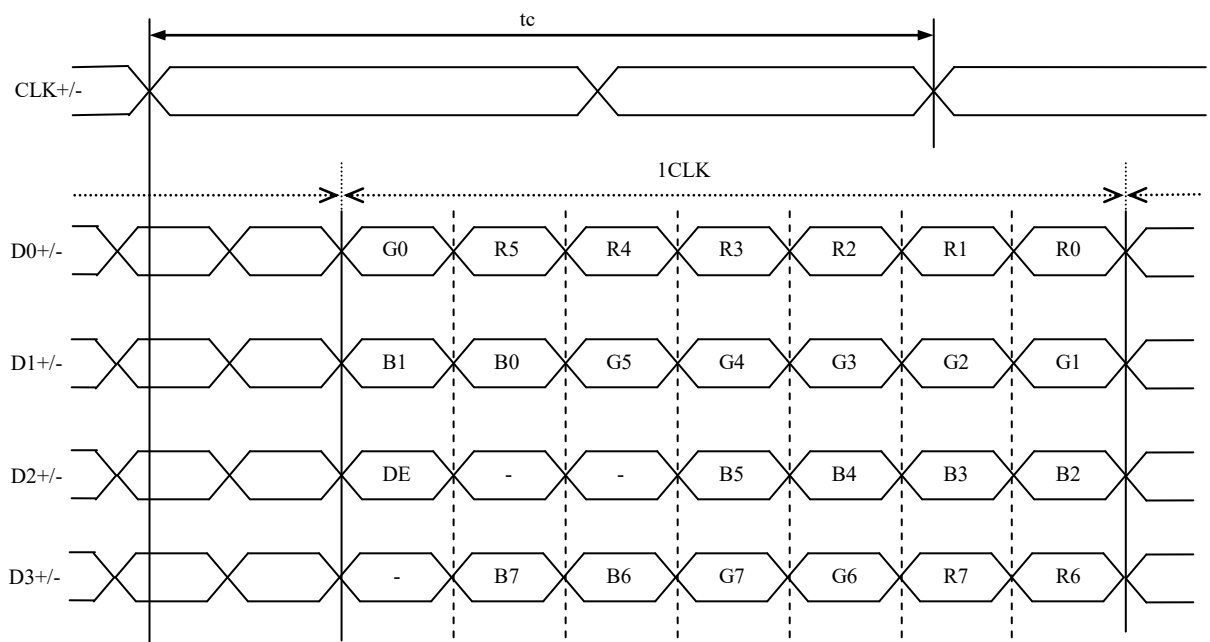 tc
CLK+/-
1CLK
D0+/- G0 R5 R4 R3 R2 R1 R0
D1+/- B1 B0 G5 G4 G3 G2 G1
D2+/- DE - - B5 B4 B3 B2
D3+/- - B7 B6 G7 G6 R7 R6